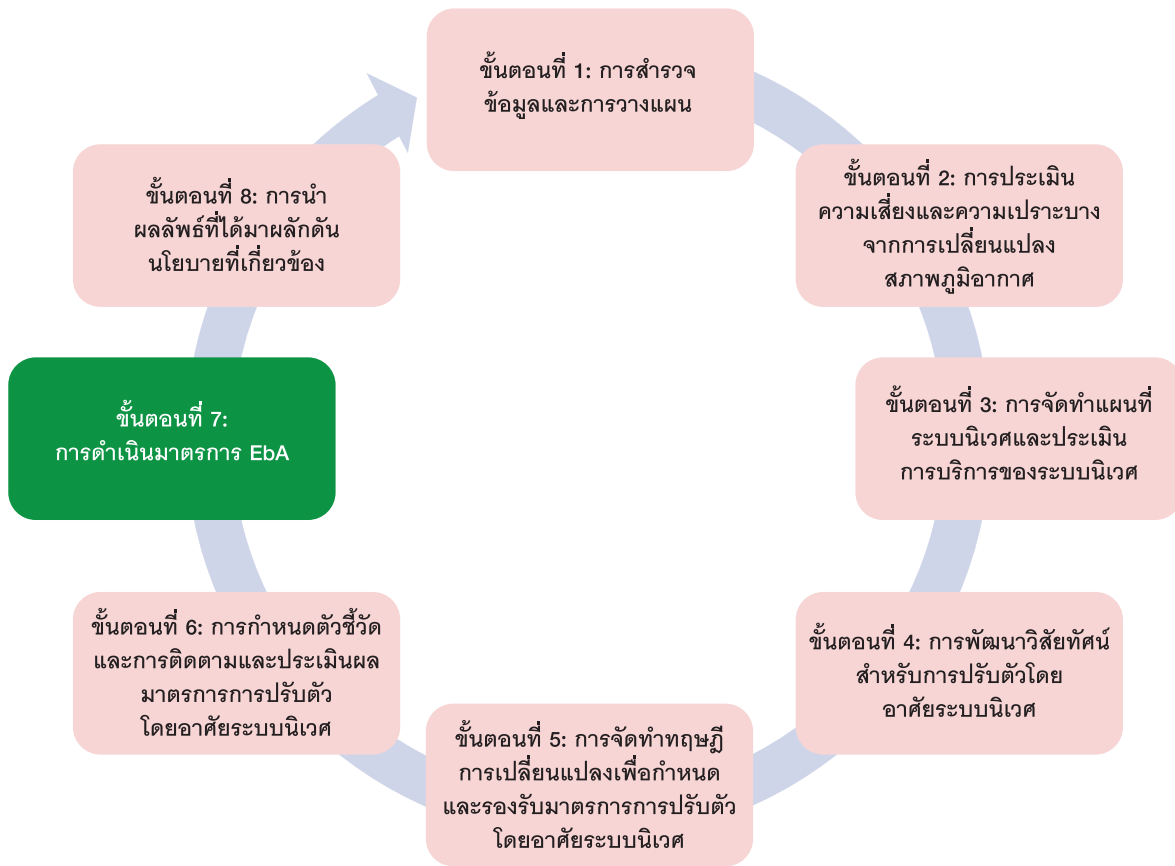 ขั้นตอนที่ 1: การสำรวจ
ข้อมูลและการวางแผน
ขั้นตอนที่ 2: การประเมิน
ความเสี่ยงและความเปราะบาง
จากการเปลี่ยนแปลง
สภาพภูมิอากาศ
ขั้นตอนที่ 3: การจัดทำแผนที่
ระบบนิเวศและประเมิน
การบริการของระบบนิเวศ
ขั้นตอนที่ 4: การพัฒนาวิสัยทัศน์
สำหรับการปรับตัวโดย
อาศัยระบบนิเวศ
ขั้นตอนที่ 5: การจัดทำทฤษฎี
การเปลี่ยนแปลงเพื่อกำหนด
และรองรับมาตรการการปรับตัว
โดยอาศัยระบบนิเวศ
ขั้นตอนที่ 6: การกำหนดตัวชี้วัด
และการติดตามและประเมินผล
มาตรการการปรับตัว
โดยอาศัยระบบนิเวศ
ขั้นตอนที่ 7:
การดำเนินมาตรการ EbA
ขั้นตอนที่ 8: การนำ
ผลลัพธ์ที่ได้มาผลักดัน
นโยบายที่เกี่ยวข้อง